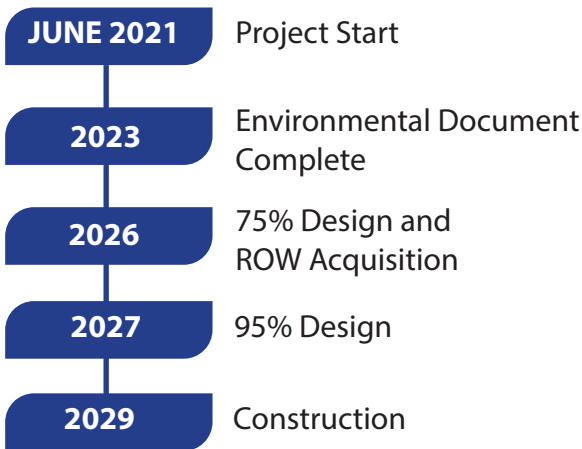 JUNE 2021 Project Start
2023 Environmental Document
Complete
2026 75% Design and
ROW Acquisition
2027 95% Design
2029 Construction